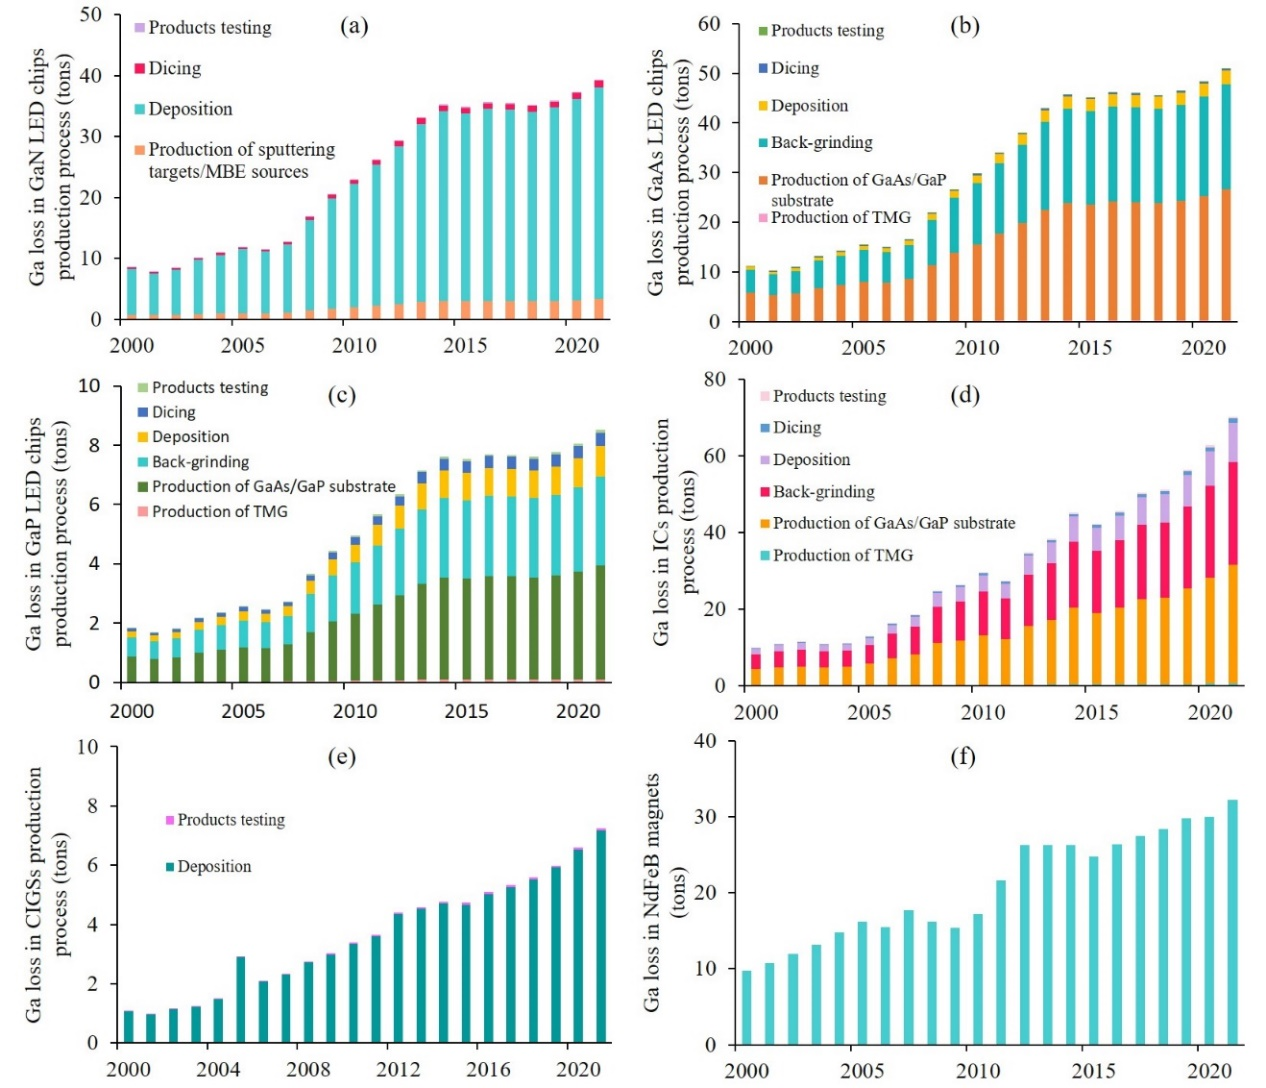 (a)
Ga loss in GaN LED chips
production process (tons)
50
40
30
20
10
0
Products testing
Dicing
Deposition
Production of sputtering
targets/MBE sources
2000 2005 2010 2015 2020
(b)
Ga loss in GaAs LED chips
production process (tons)
60
50
40
30
20
10
0
Products testing
Dicing
Deposition
Back-grinding
Production of GaAs/GaP
substrate
Production of TMG
2000 2005 2010 2015 2020
(c)
Ga loss in GaP LED chips
production process (tons)
10
8
6
4
2
0
Products testing
Dicing
Deposition
Back-grinding
Production of GaAs/GaP substrate
Production of TMG
2000 2005 2010 2015 2020
(d)
Ga loss in ICs production
process (tons)
80
60
40
20
0
Products testing
Dicing
Deposition
Back-grinding
Production of GaAs/GaP substrate
Production of TMG
2000 2005 2010 2015 2020
(e)
Ga loss in CIGSs production
process (tons)
10
8
6
4
2
0
Products testing
Deposition
2000 2004 2008 2012 2016 2020
(f)
Ga loss in NdFeB magnets
(tons)
40
30
20
10
0
2000 2005 2010 2015 2020